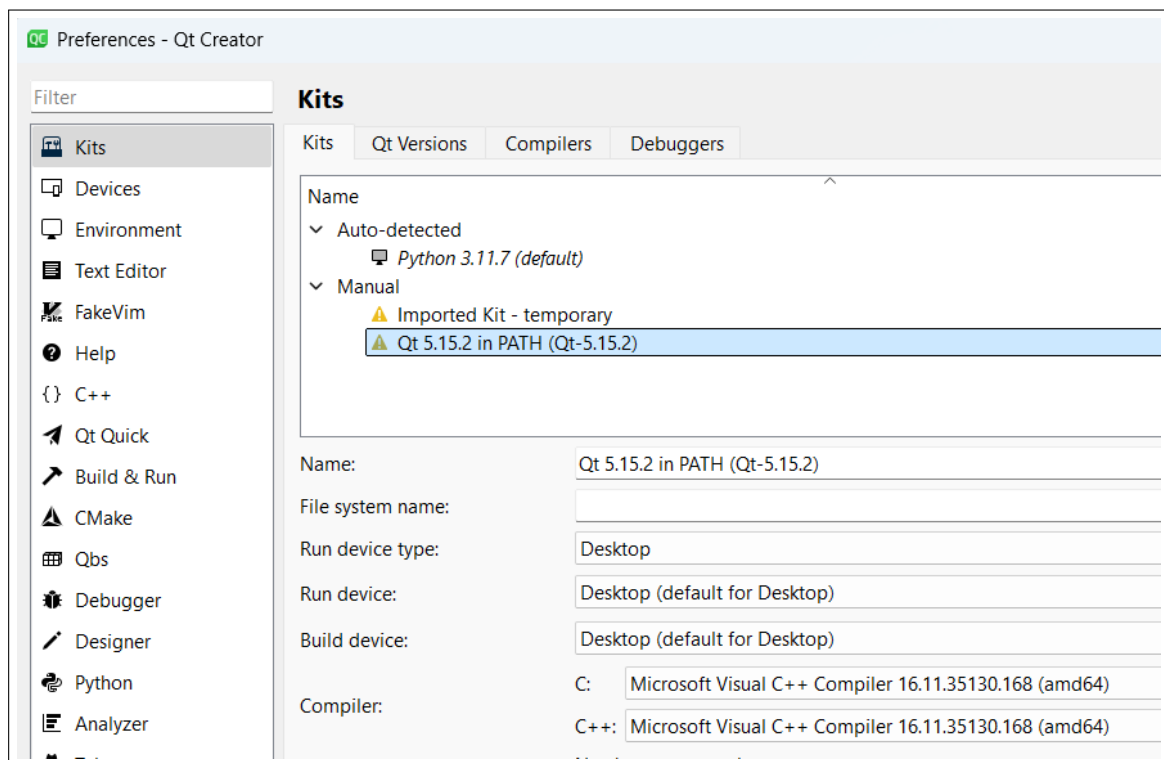 QC Preferences - Qt Creator
Filter
Kits
Devices
Environment
Text Editor
Fake FakeVim
Help
{} C++
Qt Quick
Build & Run
CMake
Qbs
Debugger
Designer
Python
Analyzer
Kits
Kits Qt Versions Compilers Debuggers
Name
Auto-detected
Python 3.11.7 (default)
Manual
Imported Kit - temporary
Qt 5.15.2 in PATH (Qt-5.15.2)
Name: Qt 5.15.2 in PATH (Qt-5.15.2)
File system name:
Run device type: Desktop
Run device: Desktop (default for Desktop)
Build device: Desktop (default for Desktop)
Compiler:
C: Microsoft Visual C++ Compiler 16.11.35130.168 (amd64)
C++: Microsoft Visual C++ Compiler 16.11.35130.168 (amd64)